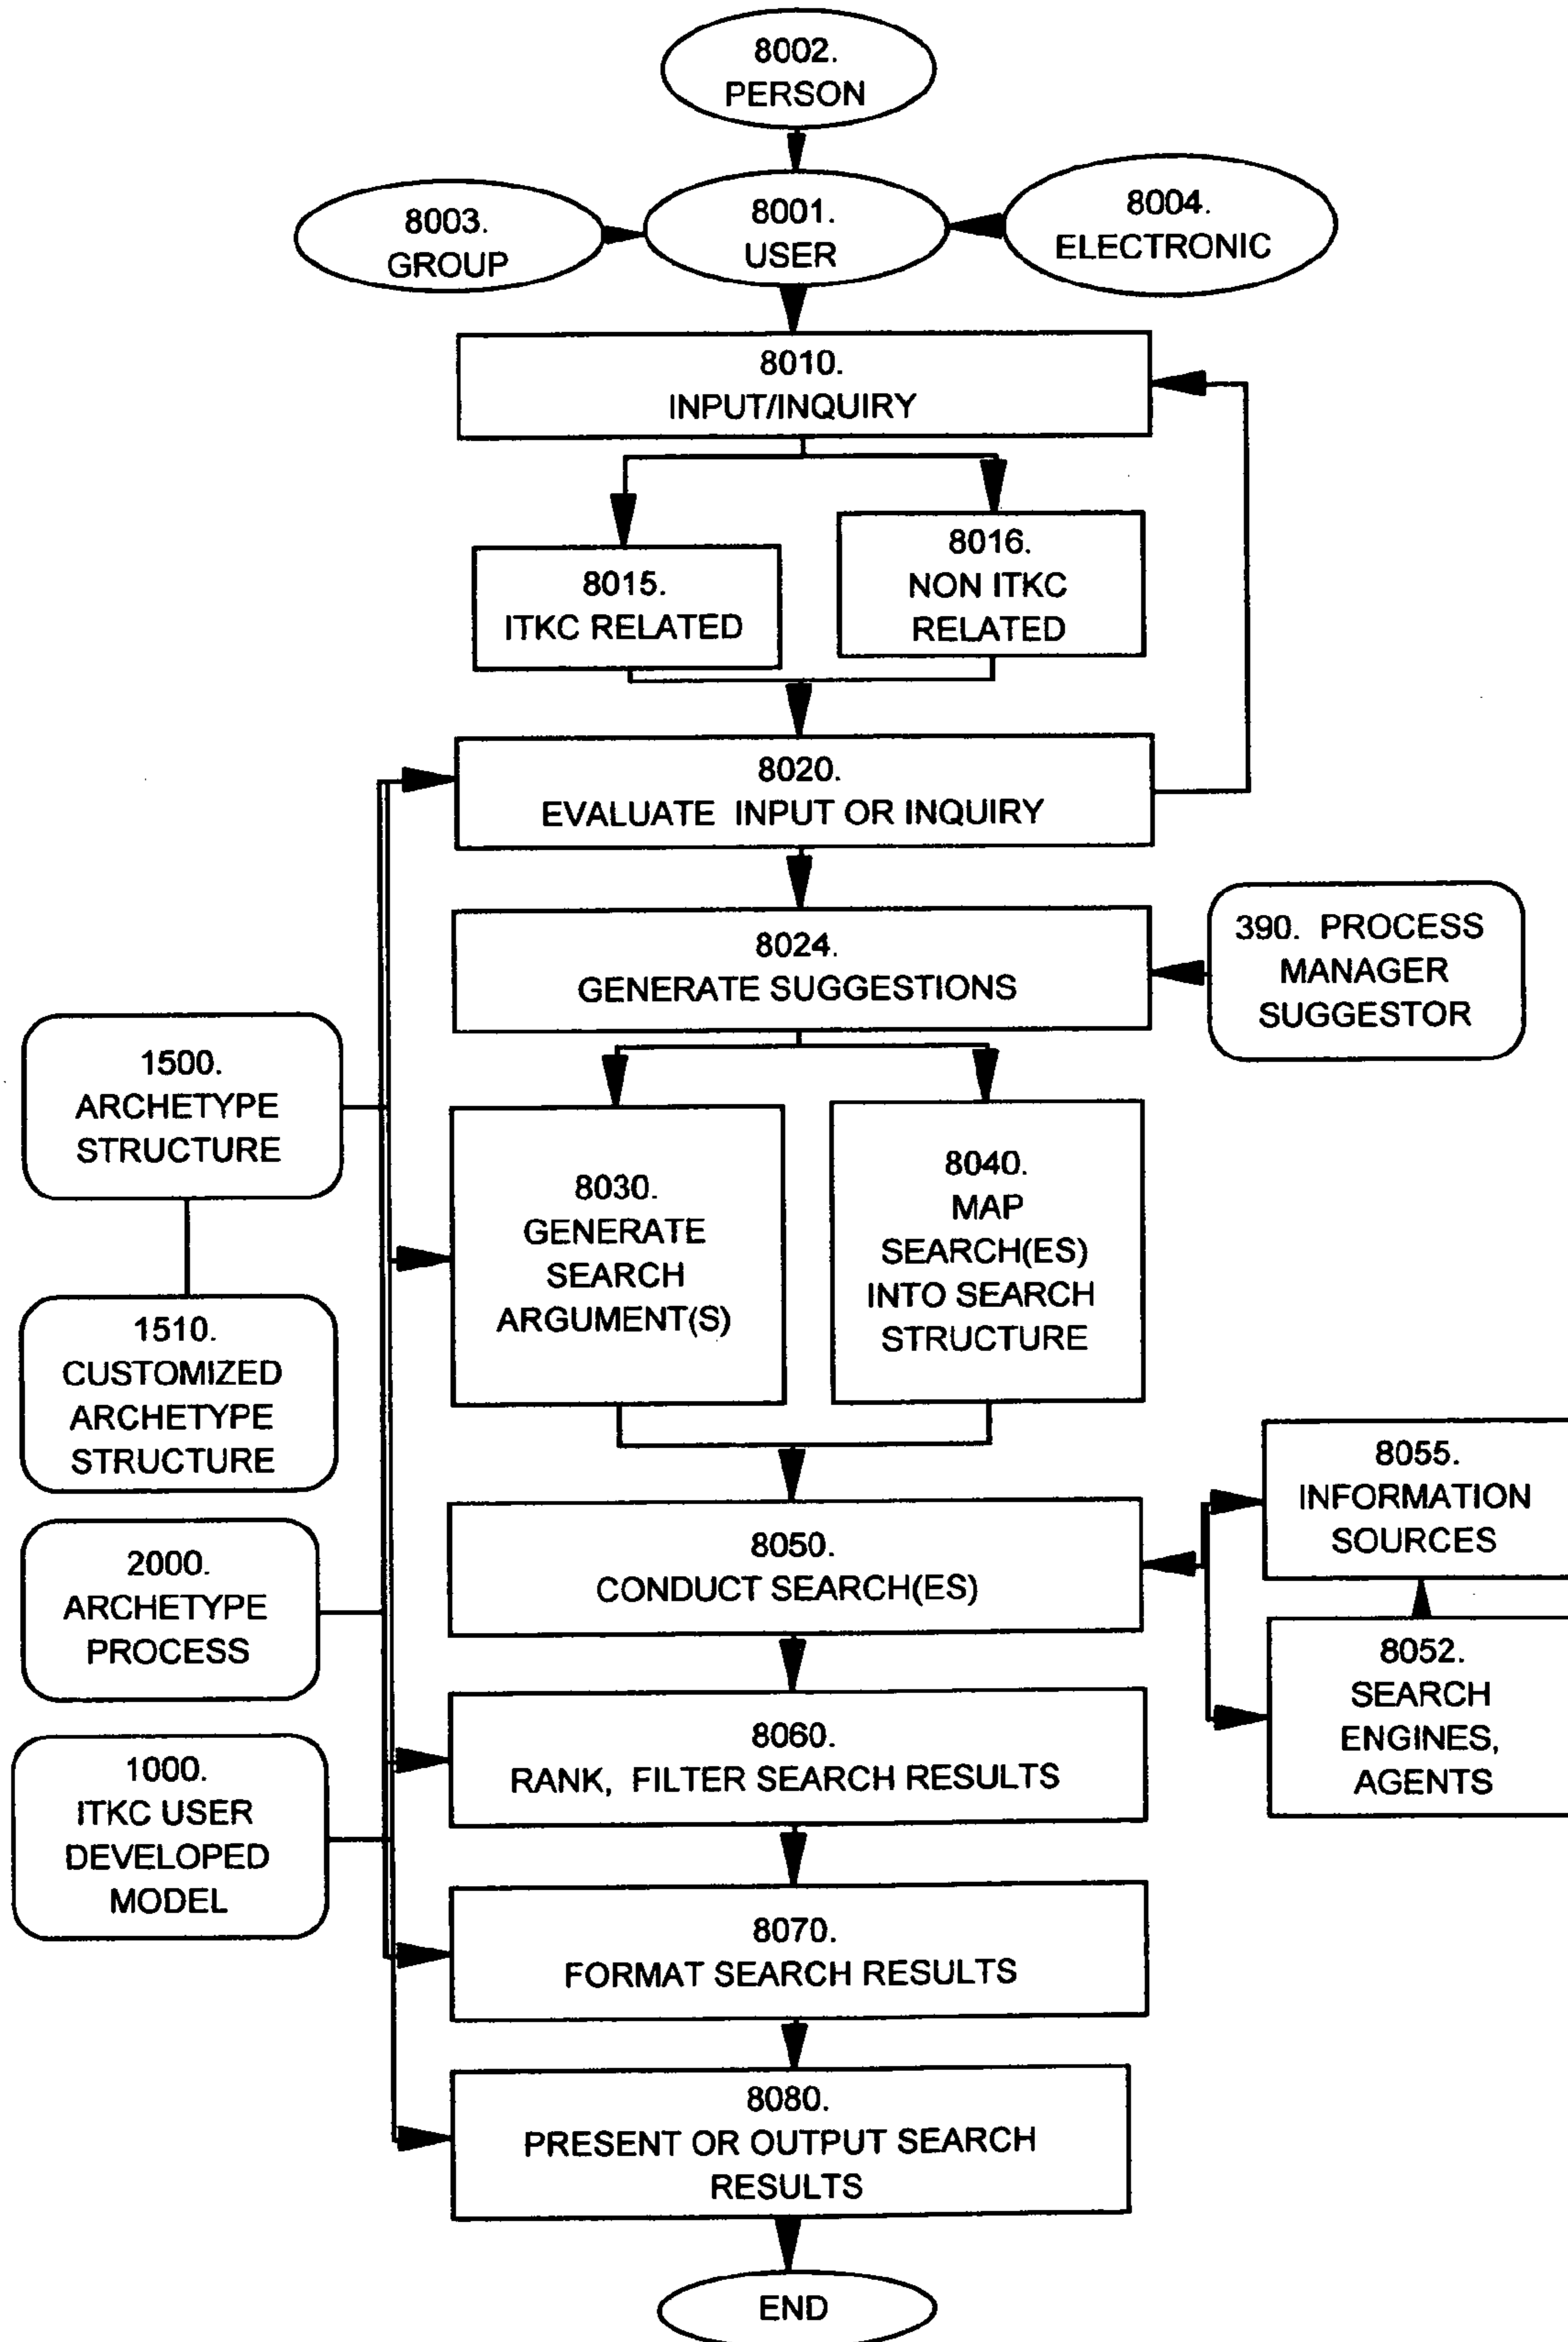 8002.
PERSON
8003.
GROUP
8001.
USER
8004.
ELECTRONIC
8010.
INPUT/INQUIRY
8015.
ITKC RELATED
8016.
NON ITKC
RELATED
8020.
EVALUATE INPUT OR INQUIRY
8024.
GENERATE SUGGESTIONS
390. PROCESS
MANAGER
SUGGESTOR
1500.
ARCHETYPE
STRUCTURE
8030.
GENERATE
SEARCH
ARGUMENT(S)
8040.
MAP
SEARCH(ES)
INTO SEARCH
STRUCTURE
1510.
CUSTOMIZED
ARCHETYPE
STRUCTURE
8055.
INFORMATION
SOURCES
2000.
ARCHETYPE
PROCESS
8050.
CONDUCT SEARCH(ES)
8052.
SEARCH
ENGINES,
AGENTS
8060.
RANK, FILTER SEARCH RESULTS
1000.
ITKC USER
DEVELOPED
MODEL
8070.
FORMAT SEARCH RESULTS
8080.
PRESENT OR OUTPUT SEARCH
RESULTS
END